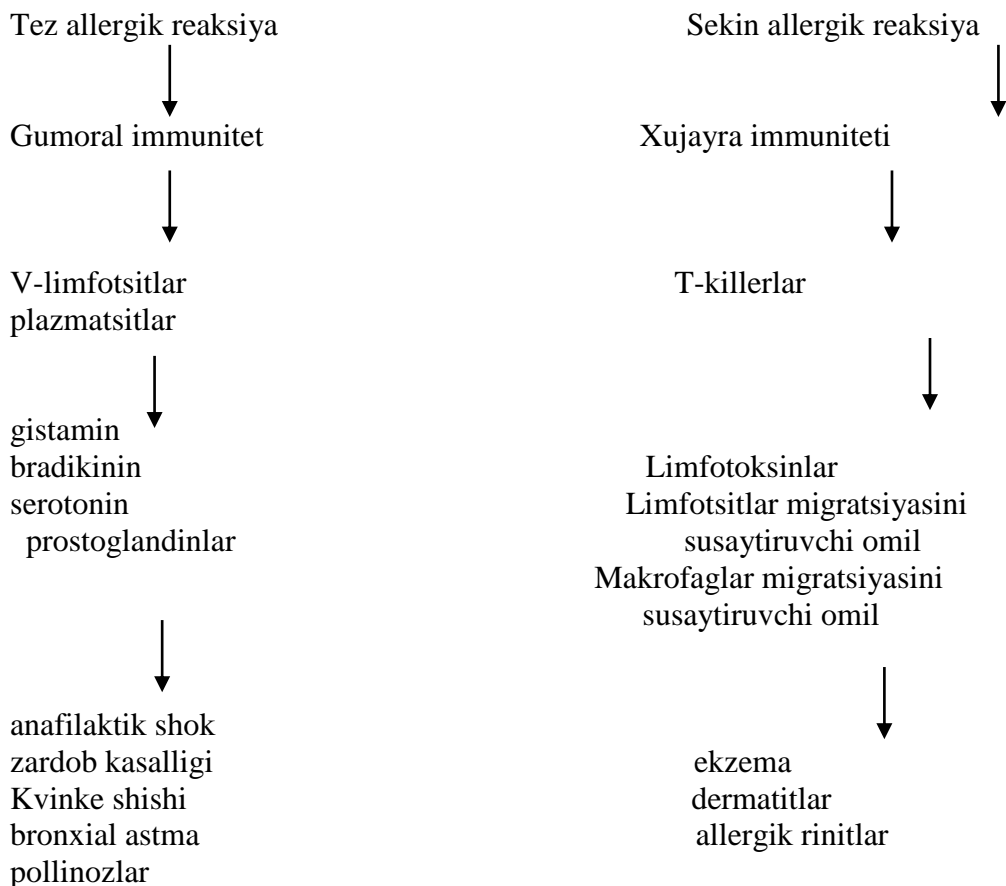 Tez allergik reaksiya
Sekin allergik reaksiya
Gumoral immunitet
Xujayra immuniteti
V-limfotsitlar
plazmatsitlar
T-killerlar
gistamin
bradikinin
serotonin
prostoglandinlar
Limfotoksinlar
Limfotsitlar migratsiyasini
susaytiruvchi omil
Makrofaglar migratsiyasini
susaytiruvchi omil
anafilaktik shok
zardob kasalligi
Kvinke shishi
bronxial astma
pollinozlar
ekzema
dermatitlar
allergik rinitlar